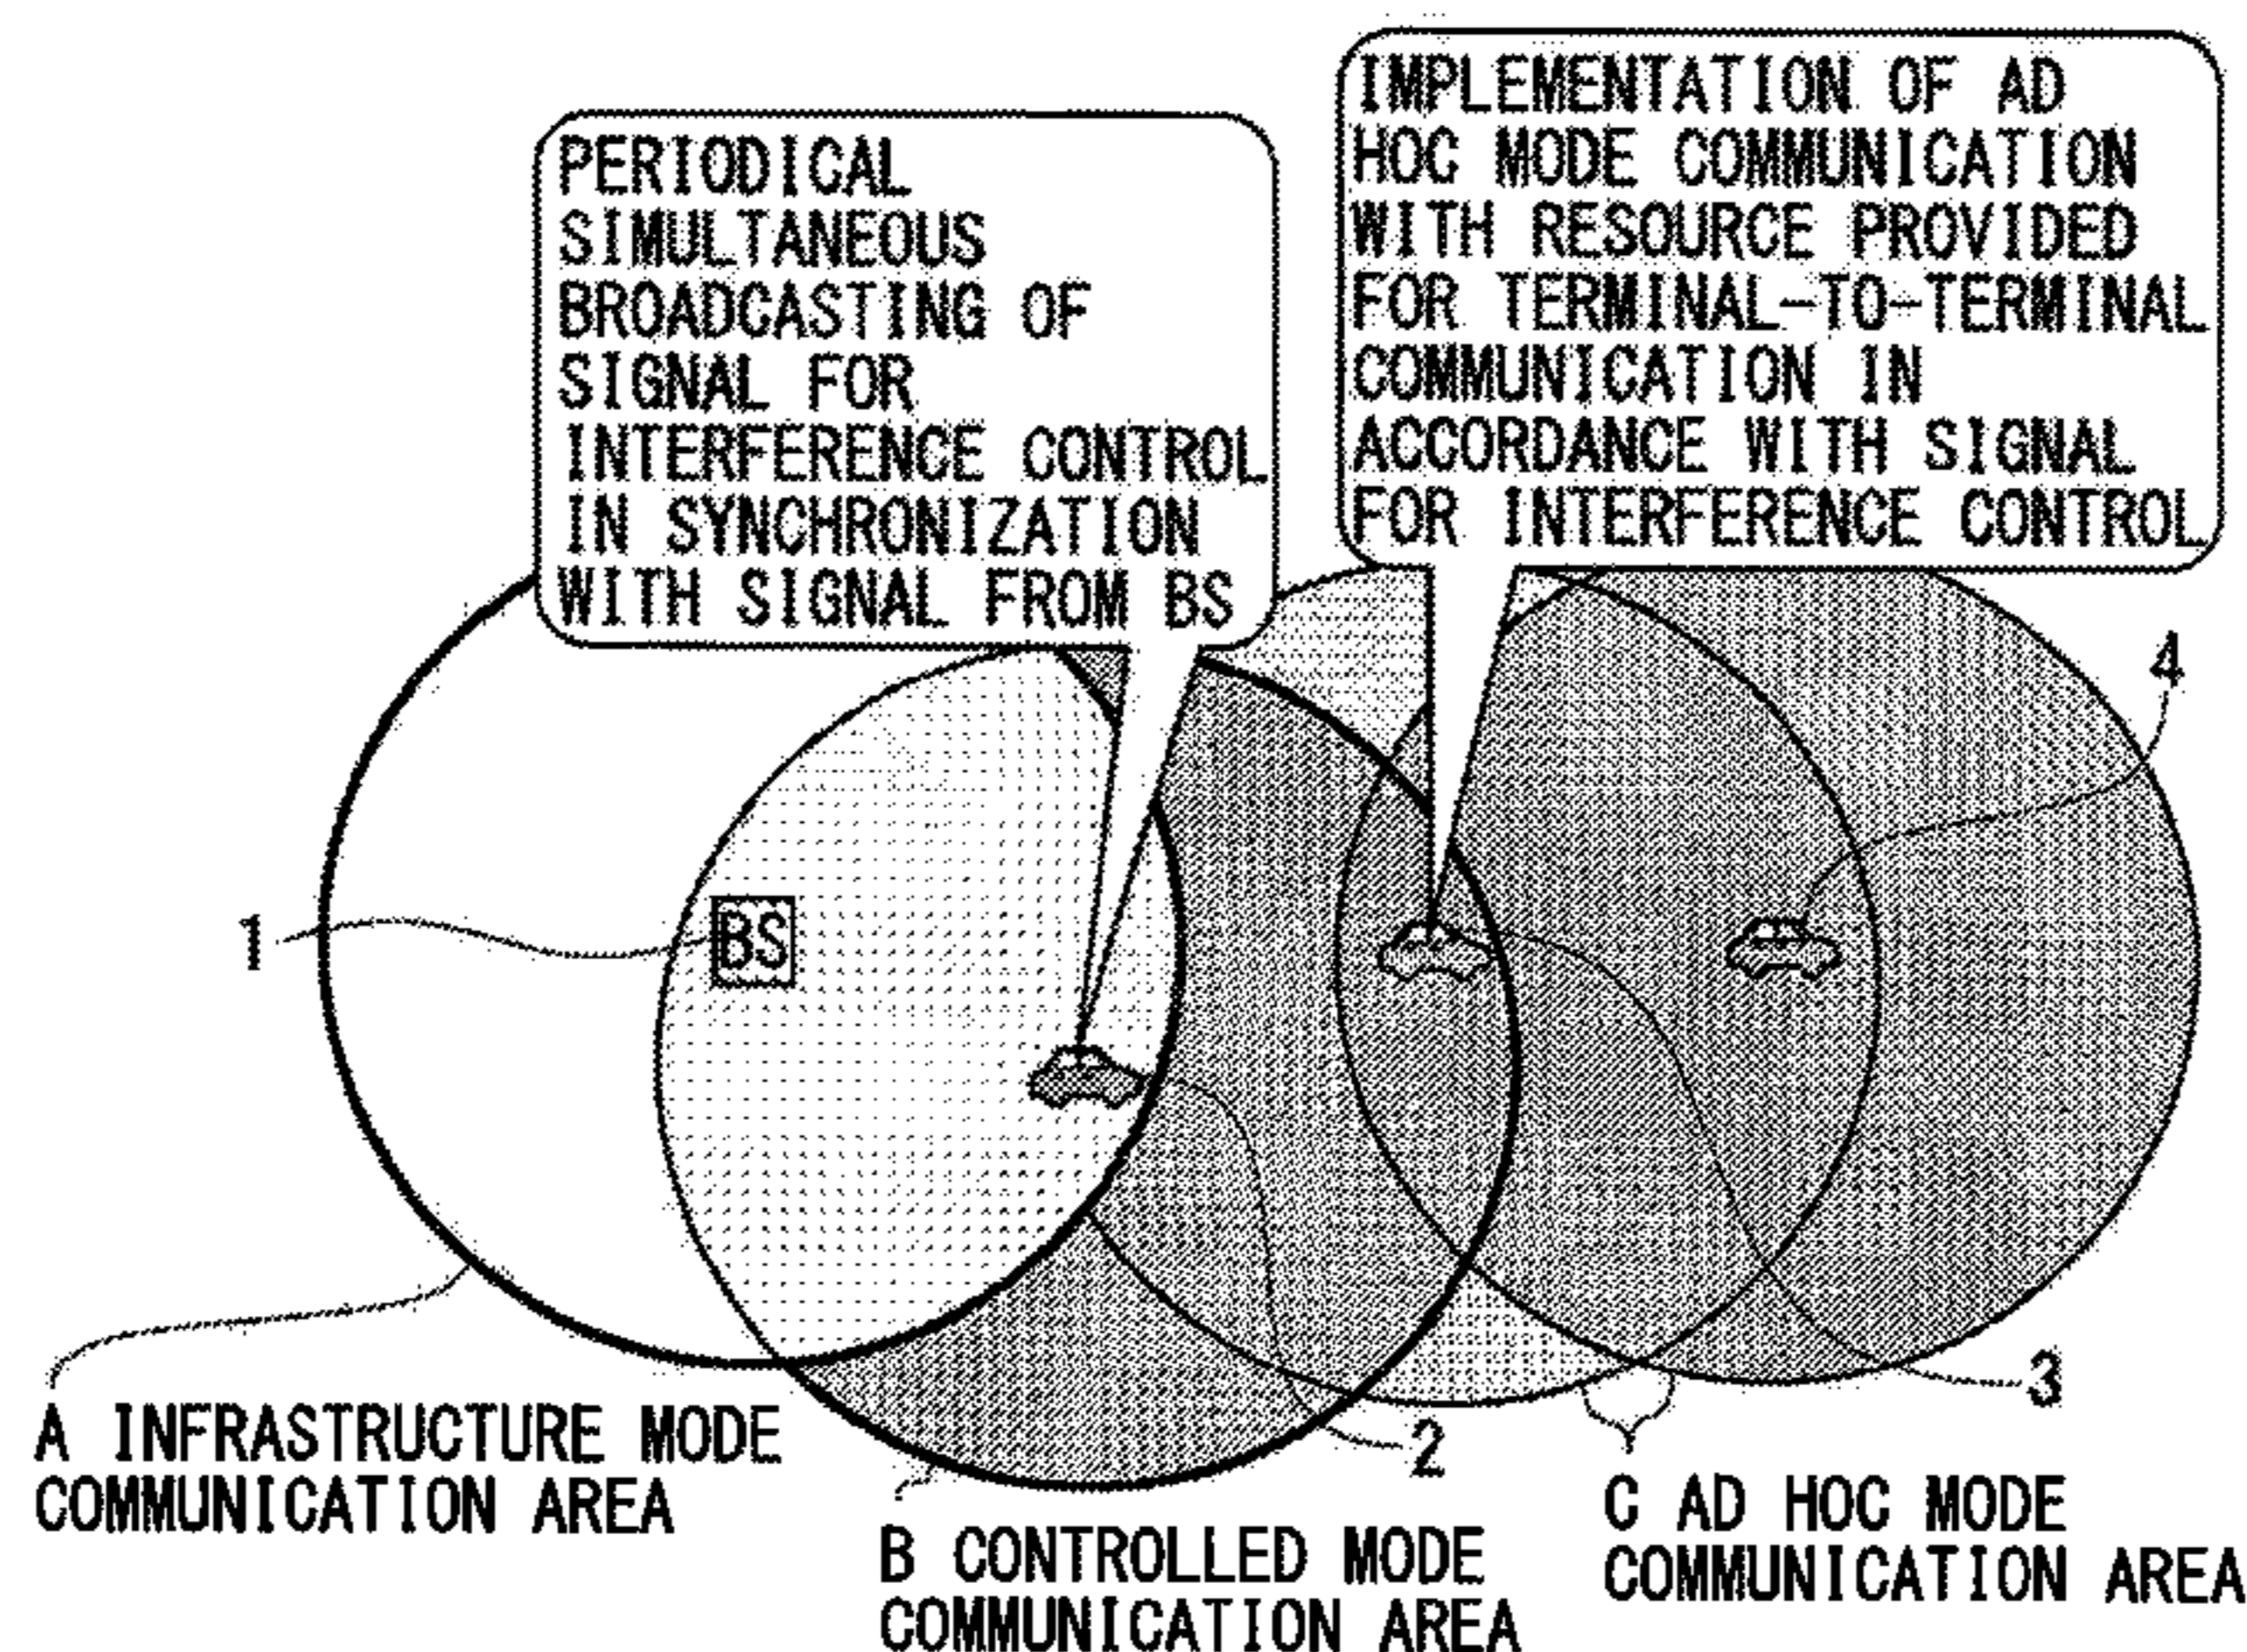 PERIODICAL
SIMULTANEOUS
BROADCASTING OF
SIGNAL FOR
INTERFERENCE CONTROL
IN SYNCHRONIZATION
WITH SIGNAL FROM BS
IMPLEMENTATION OF AD
HOC MODE COMMUNICATION
WITH RESOURCE PROVIDED
FOR TERMINAL-TO-TERMINAL
COMMUNICATION IN
ACCORDANCE WITH SIGNAL
FOR INTERFERENCE CONTROL
4
1
BS
3
2
A INFRASTRUCTURE MODE
COMMUNICATION AREA
B CONTROLLED MODE
COMMUNICATION AREA
C AD HOC MODE
COMMUNICATION AREA